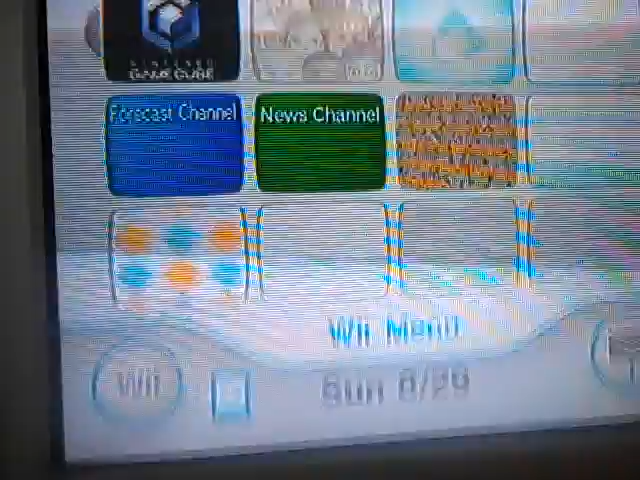 NINTENDO
GAMECUBE
Forecast Channel
News Channel
Wii Menu
Wii
Sun 8/29